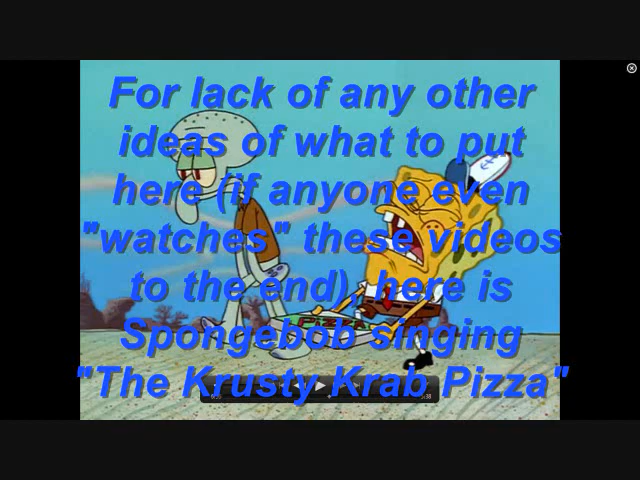 For lack of any other
ideas of what to put
here (if anyone even
"watches" these videos
to the end), here is
Spongebob singing
"The Krusty Krab Pizza"
PIZZA